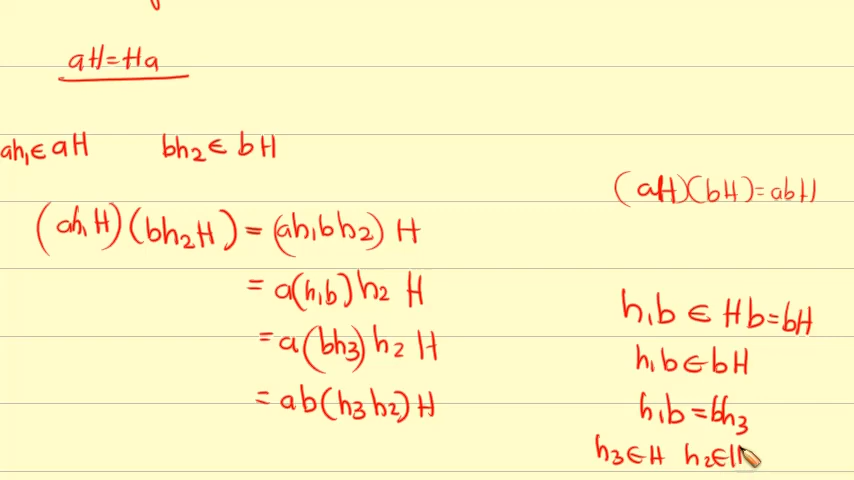 aH=Ha
ah₁∈ aH bh₂∈ bH
(aH)(bH)=abH
(ah₁H)(bh₂H) = (ah₁bh₂) H
= a(h₁b)h₂ H
= a(bh₃)h₂ H
= ab(h₃h₂)H
h₁b ∈ Hb=bH
h₁b∈bH
h₁b =bh₃
h₃∈H h₂∈H